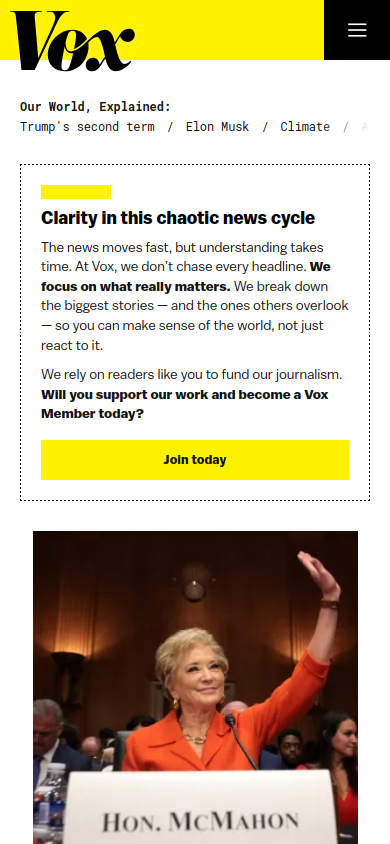 Vox
Our World, Explained:
Trump's second term / Elon Musk / Climate /
Clarity in this chaotic news cycle
The news moves fast, but understanding takes
time. At Vox, we don’t chase every headline. We
focus on what really matters. We break down
the biggest stories — and the ones others overlook
— so you can make sense of the world, not just
react to it.
We rely on readers like you to fund our journalism.
Will you support our work and become a Vox
Member today?
Join today
HON. MCMAHON